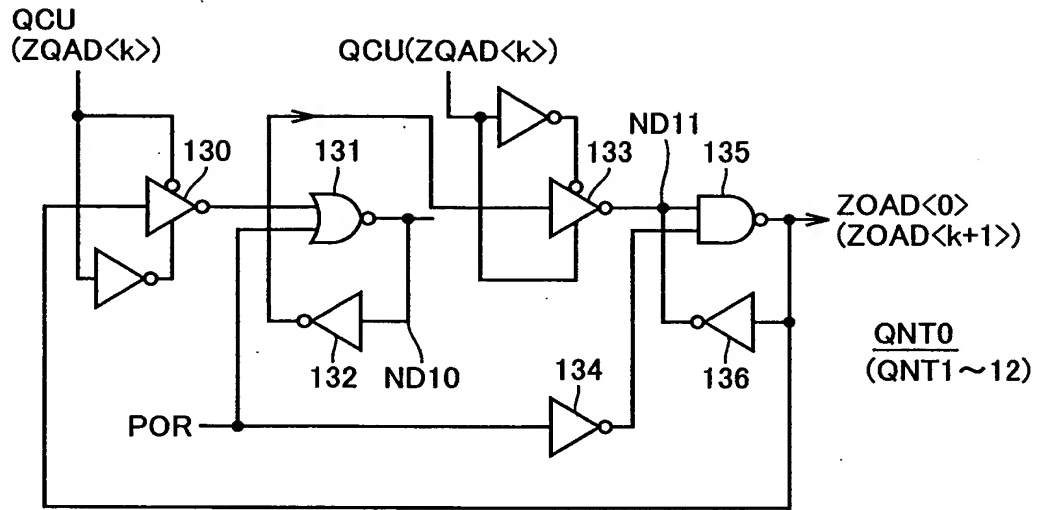 QCU
(ZQAD<k>)
QCU(ZQAD<k>)
ND11
130
131
133
135
ZOAD<0>
(ZOAD<k+1>)
132
ND10
134
136
QNT0
(QNT1~12)
POR